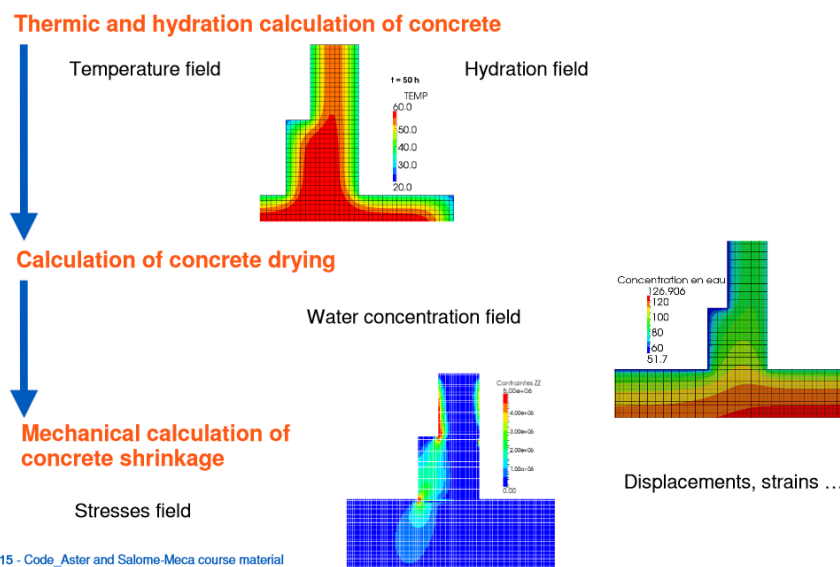 Thermic and hydration calculation of concrete
Temperature field
Hydration field
t = 50 h
TEMP
60.0
50.0
40.0
30.0
20.0
Calculation of concrete drying
Concentration en eau
126.906
120
100
80
60
51.7
Water concentration field
Contraintes ZZ
5.00e+06
4.00e+06
3.00e+06
2.00e+06
1.00e+06
0.00
Mechanical calculation of
concrete shrinkage
Displacements, strains ...
Stresses field
15 - Code_Aster and Salome-Meca course material